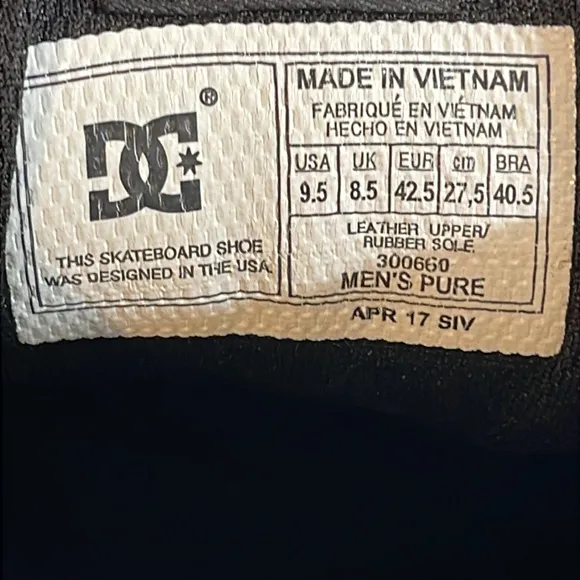 DC
®
THIS SKATEBOARD SHOE
WAS DESIGNED IN THE USA
MADE IN VIETNAM
FABRIQUÉ EN VIÉTNAM
HECHO EN VIETNAM
USA UK EUR cm BRA
9.5 8.5 42.5 27,5 40.5
LEATHER UPPER/
RUBBER SOLE.
300660
MEN'S PURE
APR 17 SIV